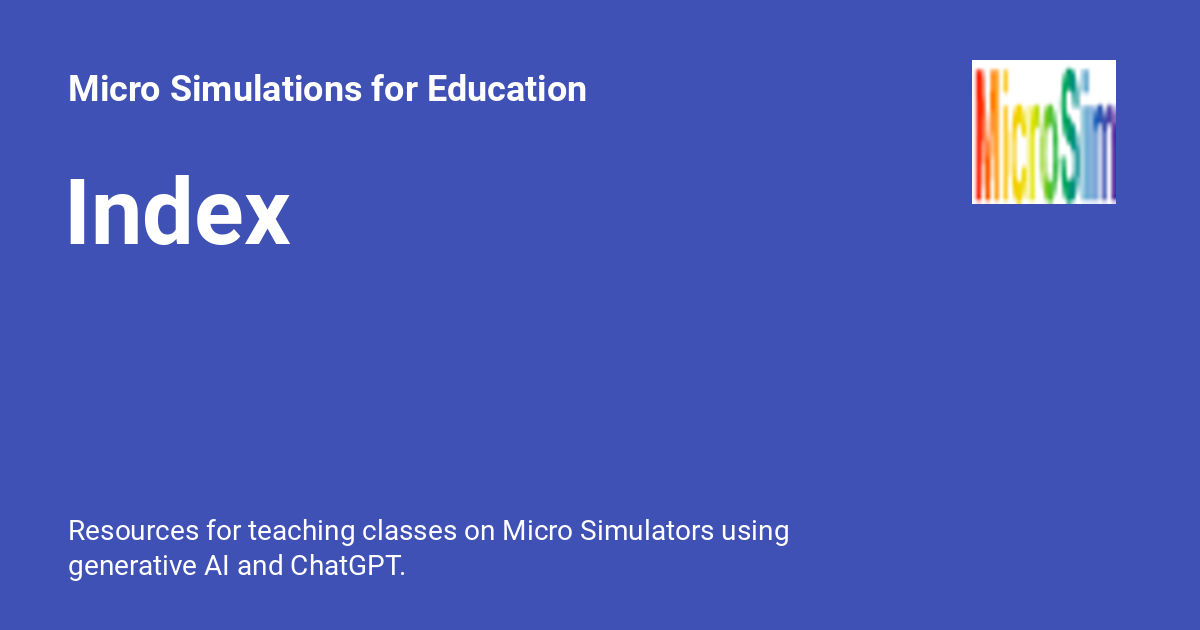 Micro Simulations for Education
MicroSim
Index
Resources for teaching classes on Micro Simulators using
generative AI and ChatGPT.